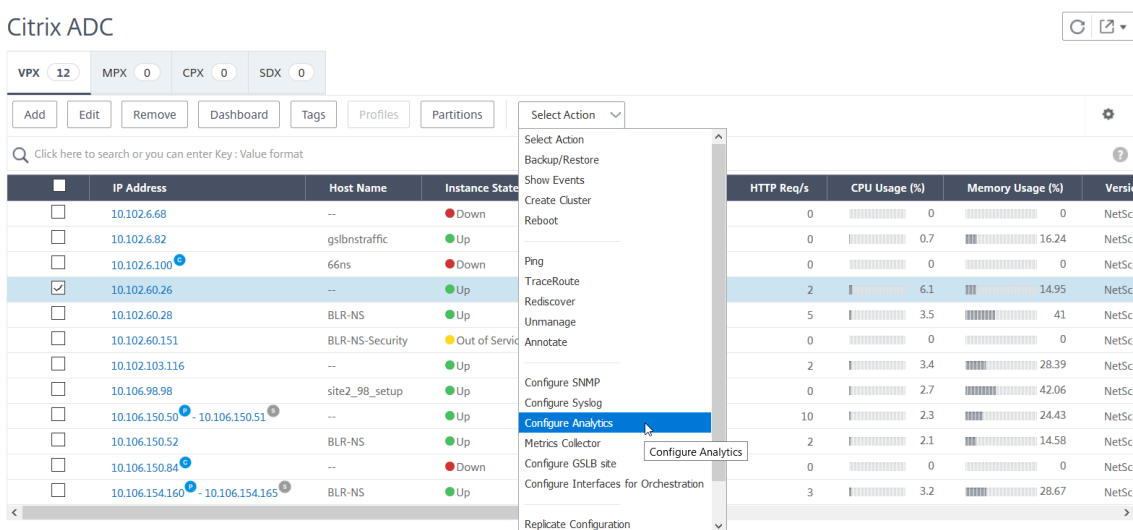 Citrix ADC
VPX 12 MPX 0 CPX 0 SDX 0
Add Edit Remove Dashboard Tags Profiles Partitions Select Action
Click here to search or you can enter Key : Value format ?
IP Address Host Name Instance State HTTP Req/s CPU Usage (%) Memory Usage (%) Versi
10.102.6.68 -- Down 0 0 0 NetSc
10.102.6.82 gslbnstraffic Up 0 0.7 16.24 NetSc
10.102.6.100 C 66ns Down 0 0 0 NetSc
10.102.60.26 -- Up 2 6.1 14.95 NetSc
10.102.60.28 BLR-NS Up 5 3.5 41 NetSc
10.102.60.151 BLR-NS-Security Out of Servic 0 0 0 NetSc
10.102.103.116 -- Up 2 3.4 28.39 NetSc
10.106.98.98 site2_98_setup Up 0 2.7 42.06 NetSc
10.106.150.50 P - 10.106.150.51 S -- Up 10 2.3 24.43 NetSc
10.106.150.52 BLR-NS Up 2 2.1 14.58 NetSc
10.106.150.84 C -- Down 0 0 0 NetSc
10.106.154.160 P - 10.106.154.165 S BLR-NS Up 3 3.2 28.67 NetSc
Select Action
Backup/Restore
Show Events
Create Cluster
Reboot
Ping
TraceRoute
Rediscover
Unmanage
Annotate
Configure SNMP
Configure Syslog
Configure Analytics
Metrics Collector
Configure Analytics
Configure GSLB site
Configure Interfaces for Orchestration
Replicate Configuration